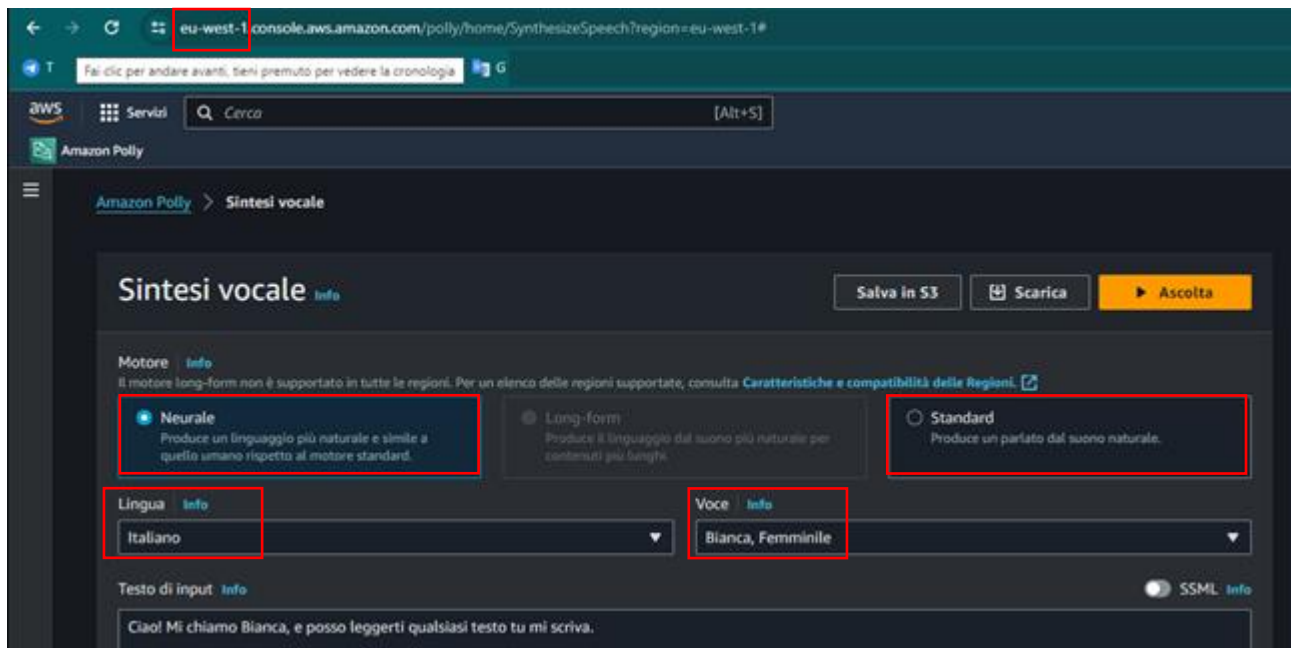 eu-west-1.console.aws.amazon.com/polly/home/SynthesizeSpeech?region=eu-west-1#
T Fai clic per andare avanti, tieni premuto per vedere la cronologia G
aws Servizi Cerca [Alt+S]
Amazon Polly
Amazon Polly > Sintesi vocale
Sintesi vocale Info Salva in S3 Scarica Ascolta
Motore Info
Il motore long-form non è supportato in tutte le regioni. Per un elenco delle regioni supportate, consulta Caratteristiche e compatibilità delle Regioni.
Neurale Long-form Standard
Produce un linguaggio più naturale e simile a Produce il linguaggio dal suono più naturale per Produce un parlato dal suono naturale.
quello umano rispetto al motore standard. contenuti più lunghi.
Lingua Info Voce Info
Italiano Bianca, Femminile
Testo di input Info SSML Info
Ciao! Mi chiamo Bianca, e posso leggerti qualsiasi testo tu mi scriva.